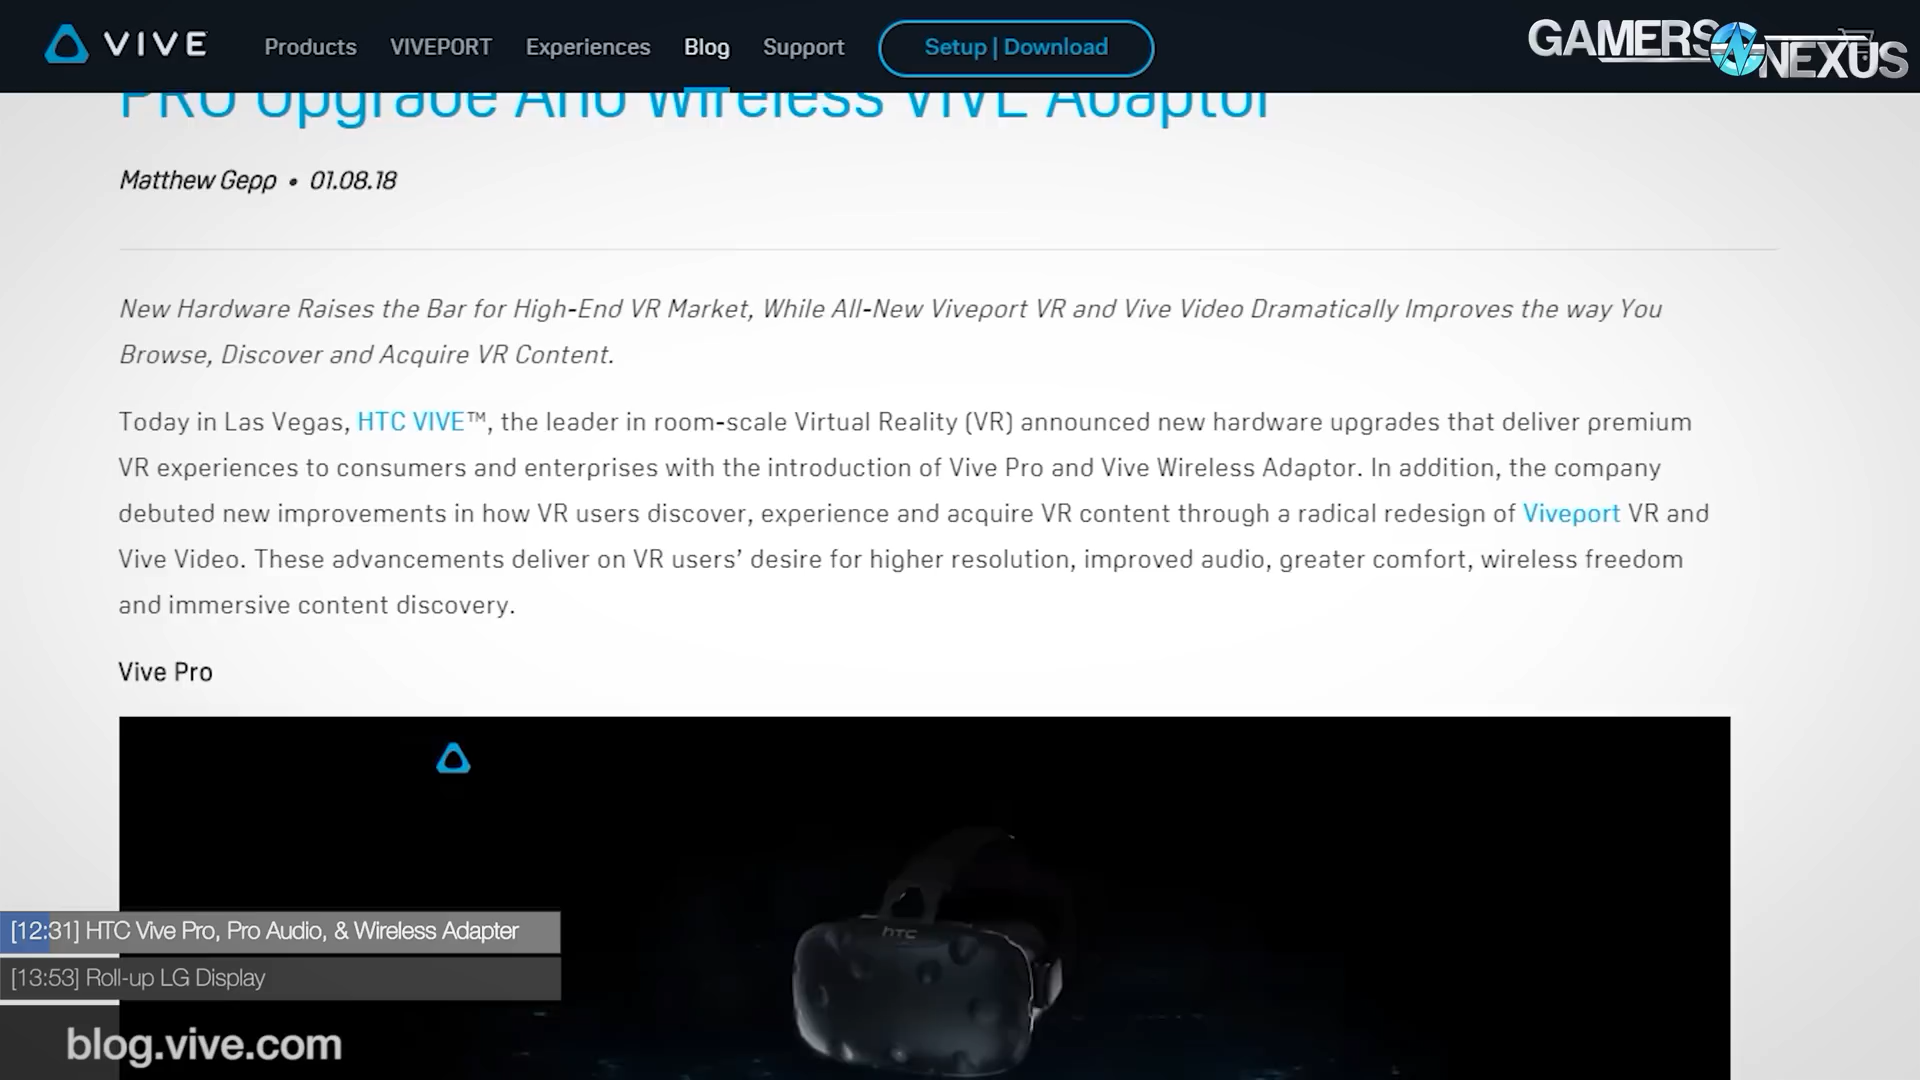 VIVE
Products VIVEPORT Experiences Blog Support Setup | Download
GAMERS NEXUS
PRO Upgrade And Wireless VIVE Adaptor
Matthew Gepp • 01.08.18
New Hardware Raises the Bar for High-End VR Market, While All-New Viveport VR and Vive Video Dramatically Improves the way You
Browse, Discover and Acquire VR Content.
Today in Las Vegas, HTC VIVE™, the leader in room-scale Virtual Reality (VR) announced new hardware upgrades that deliver premium
VR experiences to consumers and enterprises with the introduction of Vive Pro and Vive Wireless Adaptor. In addition, the company
debuted new improvements in how VR users discover, experience and acquire VR content through a radical redesign of Viveport VR and
Vive Video. These advancements deliver on VR users’ desire for higher resolution, improved audio, greater comfort, wireless freedom
and immersive content discovery.
Vive Pro
hTC
[12:31] HTC Vive Pro, Pro Audio, & Wireless Adapter
[13:53] Roll-up LG Display
blog.vive.com